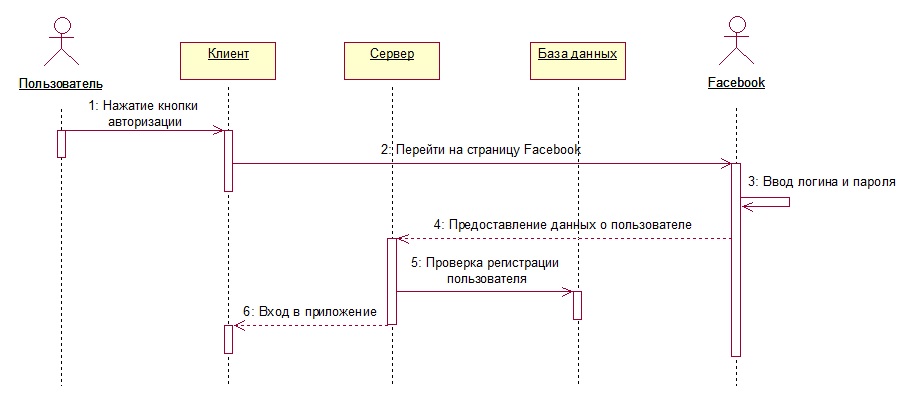 Пользователь
Клиент
Сервер
База данных
Facebook
1: Нажатие кнопки
авторизации
2: Перейти на страницу Facebook
3: Ввод логина и пароля
4: Предоставление данных о пользователе
5: Проверка регистрации
пользователя
6: Вход в приложение